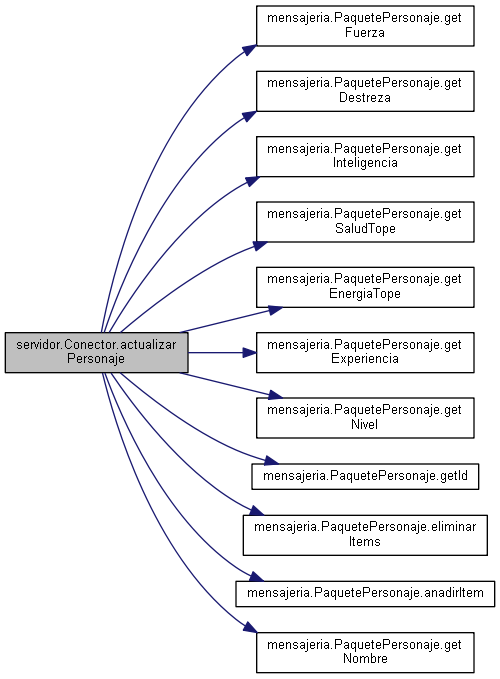 mensajeria.PaquetePersonaje.get
Fuerza
mensajeria.PaquetePersonaje.get
Destreza
mensajeria.PaquetePersonaje.get
Inteligencia
mensajeria.PaquetePersonaje.get
SaludTope
mensajeria.PaquetePersonaje.get
EnergiaTope
servidor.Conector.actualizar
Personaje
mensajeria.PaquetePersonaje.get
Experiencia
mensajeria.PaquetePersonaje.get
Nivel
mensajeria.PaquetePersonaje.getId
mensajeria.PaquetePersonaje.eliminar
Items
mensajeria.PaquetePersonaje.anadirItem
mensajeria.PaquetePersonaje.get
Nombre